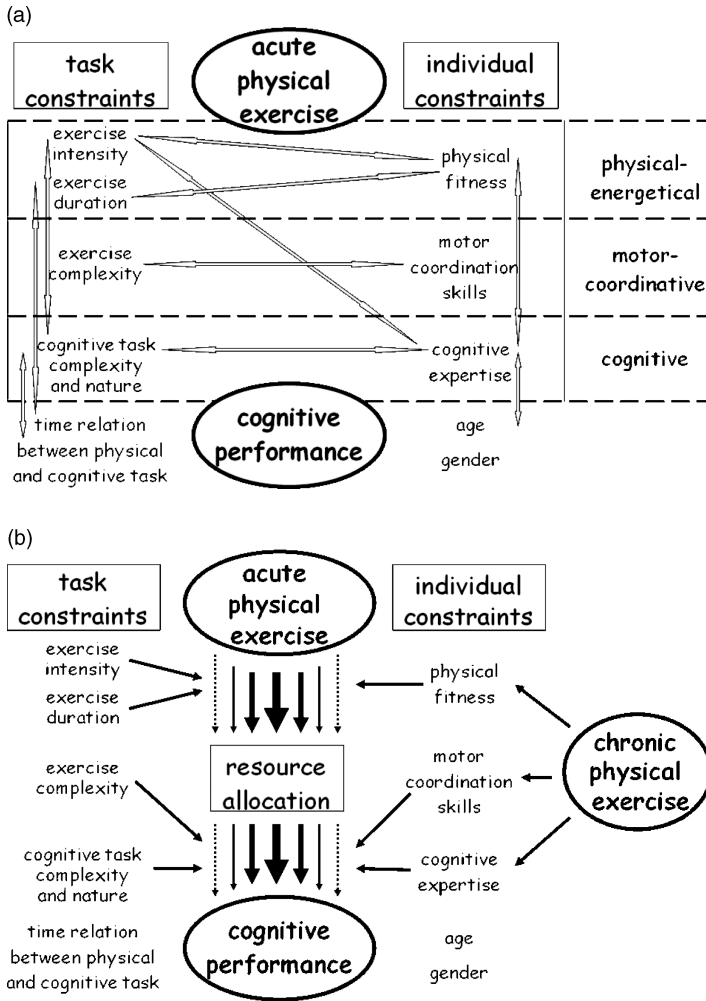 (a)
task
constraints
acute
physical
exercise
individual
constraints
exercise
intensity
exercise
duration
physical
fitness
physical-
energetical
exercise
complexity
motor
coordination
skills
motor-
coordinative
cognitive task
complexity
and nature
cognitive
expertise
cognitive
time relation
between physical
and cognitive task
cognitive
performance
age
gender
(b)
task
constraints
acute
physical
exercise
individual
constraints
exercise
intensity
exercise
duration
physical
fitness
exercise
complexity
resource
allocation
motor
coordination
skills
chronic
physical
exercise
cognitive task
complexity
and nature
cognitive
expertise
time relation
between physical
and cognitive task
cognitive
performance
age
gender